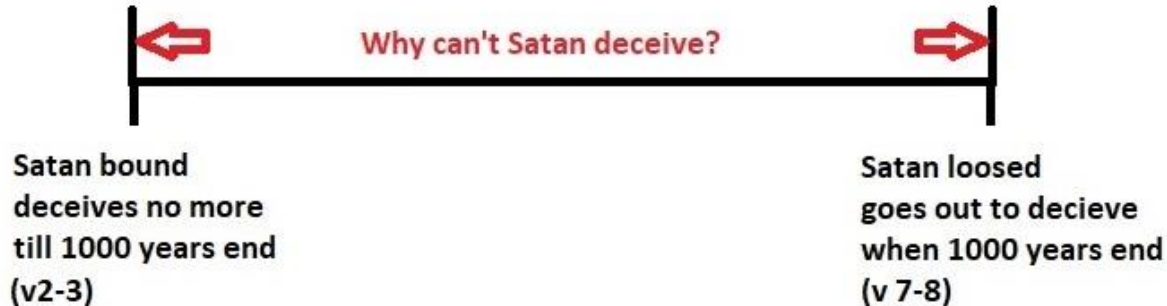 Why can't Satan deceive?
Satan bound
deceives no more
till 1000 years end
(v2-3)
Satan loosed
goes out to decieve
when 1000 years end
(v 7-8)